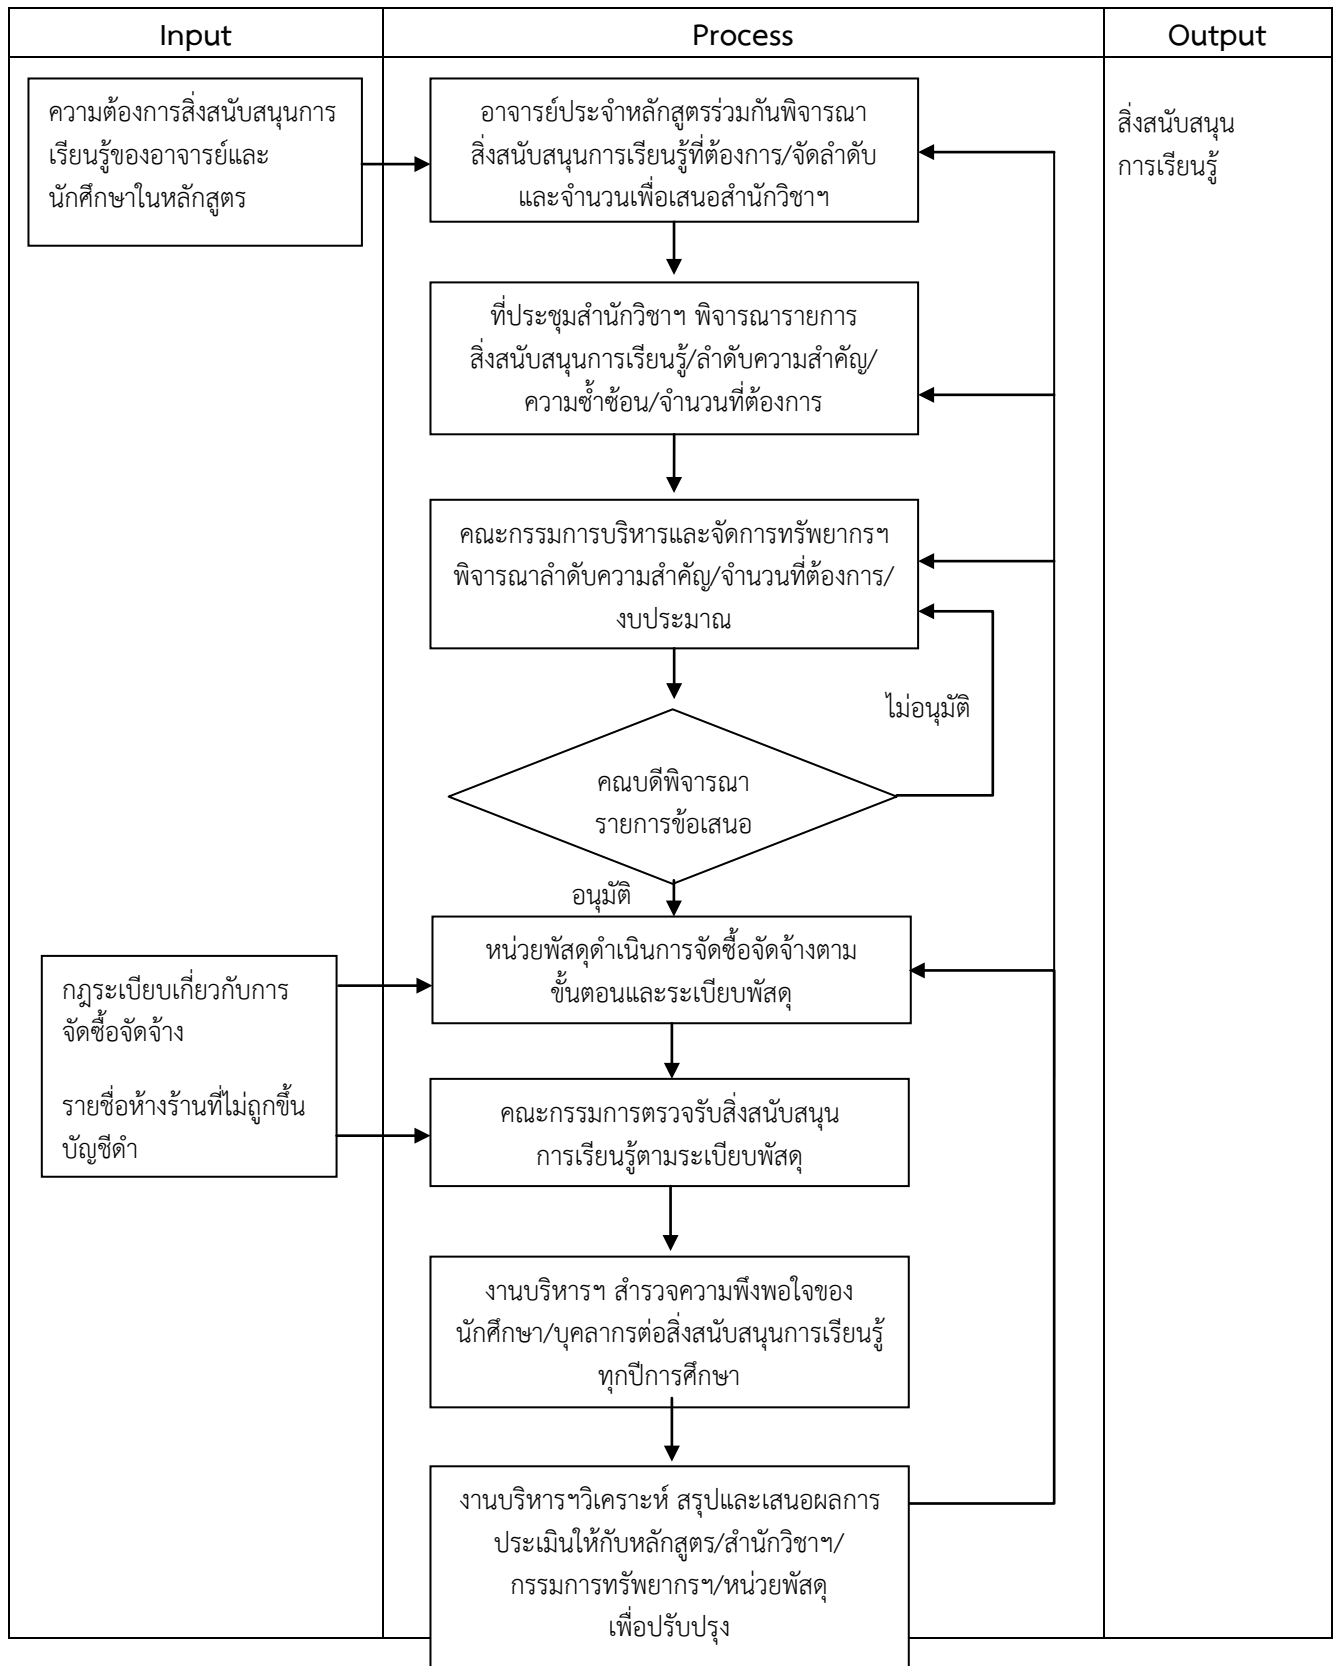 Input
Process
Output
ความต้องการสิ่งสนับสนุนการ
เรียนรู้ของอาจารย์และ
นักศึกษาในหลักสูตร
อาจารย์ประจำหลักสูตรร่วมกันพิจารณา
สิ่งสนับสนุนการเรียนรู้ที่ต้องการ/จัดลำดับ
และจำนวนเพื่อเสนอสำนักวิชาฯ
สิ่งสนับสนุน
การเรียนรู้
ที่ประชุมสำนักวิชาฯ พิจารณารายการ
สิ่งสนับสนุนการเรียนรู้/ลำดับความสำคัญ/
ความซ้ำซ้อน/จำนวนที่ต้องการ
คณะกรรมการบริหารและจัดการทรัพยากรฯ
พิจารณาลำดับความสำคัญ/จำนวนที่ต้องการ/
งบประมาณ
ไม่อนุมัติ
คณบดีพิจารณา
รายการข้อเสนอ
อนุมัติ
หน่วยพัสดุดำเนินการจัดซื้อจัดจ้างตาม
ขั้นตอนและระเบียบพัสดุ
กฎระเบียบเกี่ยวกับการ
จัดซื้อจัดจ้าง
รายชื่อห้างร้านที่ไม่ถูกขึ้น
บัญชีดำ
คณะกรรมการตรวจรับสิ่งสนับสนุน
การเรียนรู้ตามระเบียบพัสดุ
งานบริหารฯ สำรวจความพึงพอใจของ
นักศึกษา/บุคลากรต่อสิ่งสนับสนุนการเรียนรู้
ทุกปีการศึกษา
งานบริหารฯวิเคราะห์ สรุปและเสนอผลการ
ประเมินให้กับหลักสูตร/สำนักวิชาฯ/
กรรมการทรัพยากรฯ/หน่วยพัสดุ
เพื่อปรับปรุง